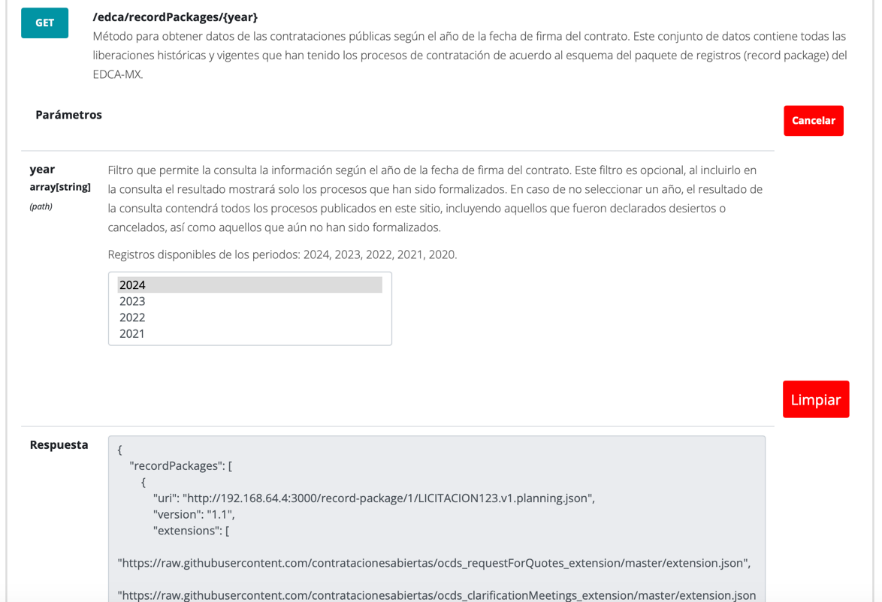 GET
/edca/recordPackages/{year}
Método para obtener datos de las contrataciones públicas según el año de la fecha de firma del contrato. Este conjunto de datos contiene todas las
liberaciones históricas y vigentes que han tenido los procesos de contratación de acuerdo al esquema del paquete de registros (record package) del
EDCA-MX.
Parámetros
Cancelar
year
array[string]
(path)
Filtro que permite la consulta la información según el año de la fecha de firma del contrato. Este filtro es opcional, al incluirlo en
la consulta el resultado mostrará solo los procesos que han sido formalizados. En caso de no seleccionar un año, el resultado de
la consulta contendrá todos los procesos publicados en este sitio, incluyendo aquellos que fueron declarados desiertos o
cancelados, así como aquellos que aún no han sido formalizados.
Registros disponibles de los periodos: 2024, 2023, 2022, 2021, 2020.
2024
2023
2022
2021
Limpiar
Respuesta
{
"recordPackages": [
{
"uri": "http://192.168.64.4:3000/record-package/1/LICITACION123.v1.planning.json",
"version": "1.1",
"extensions": [
"https://raw.githubusercontent.com/contratacionesabiertas/ocds_requestForQuotes_extension/master/extension.json",
"https://raw.githubusercontent.com/contratacionesabiertas/ocds_clarificationMeetings_extension/master/extension.json